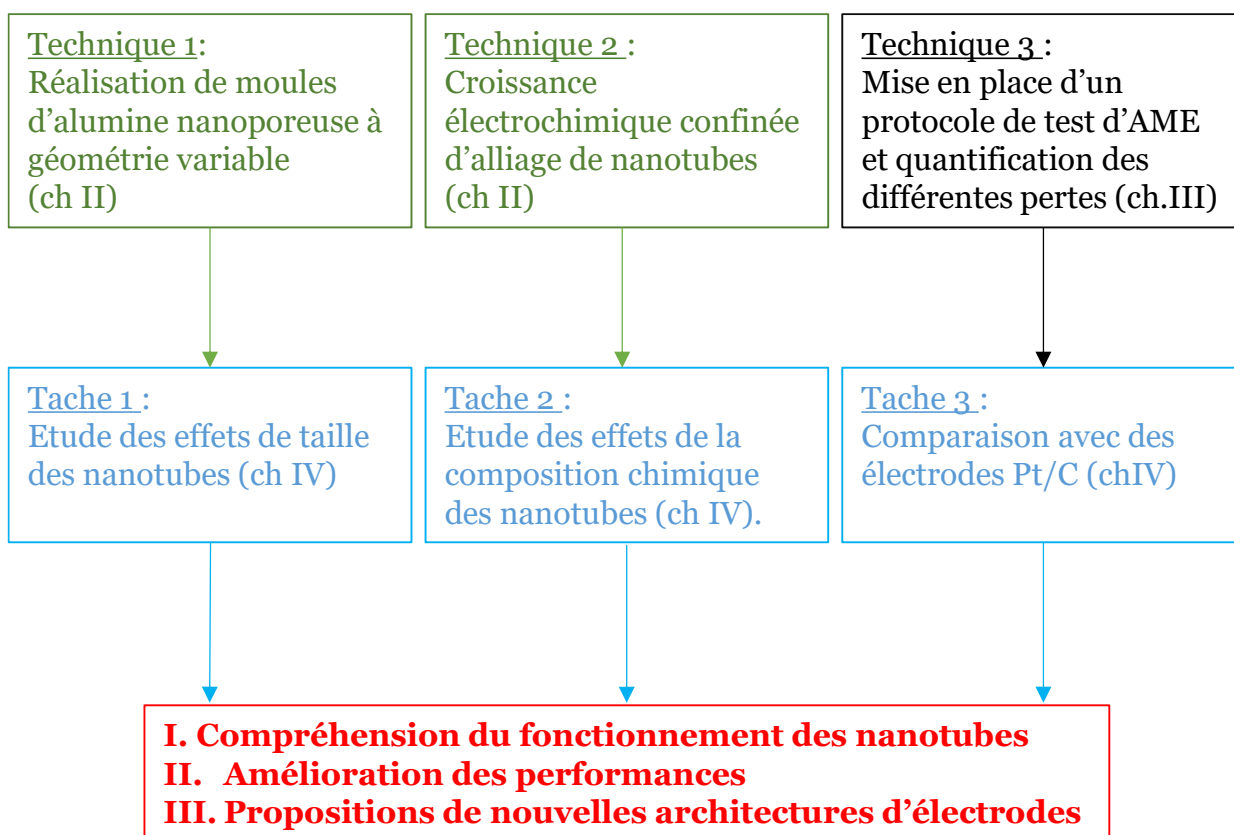 Technique 1:
Réalisation de moules
d’alumine nanoporeuse à
géométrie variable
(ch II)
Technique 2 :
Croissance
électrochimique confinée
d’alliage de nanotubes
(ch II)
Technique 3 :
Mise en place d’un
protocole de test d’AME
et quantification des
différentes pertes (ch.III)
Tache 1 :
Etude des effets de taille
des nanotubes (ch IV)
Tache 2 :
Etude des effets de la
composition chimique
des nanotubes (ch IV).
Tache 3 :
Comparaison avec des
électrodes Pt/C (chIV)
I. Compréhension du fonctionnement des nanotubes
II. Amélioration des performances
III. Propositions de nouvelles architectures d’électrodes